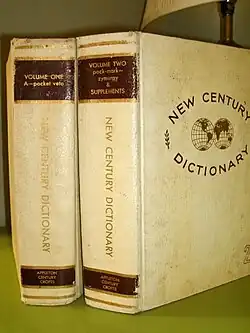 VOLUME ONE
A—pocket veto
NEW CENTURY DICTIONARY
APPLETON
CENTURY
CROFTS
VOLUME TWO
pock-mark—
zymurgy
&
SUPPLEMENTS
NEW CENTURY DICTIONARY
APPLETON
CENTURY
CROFTS
NEW CENTURY
DICTIONARY